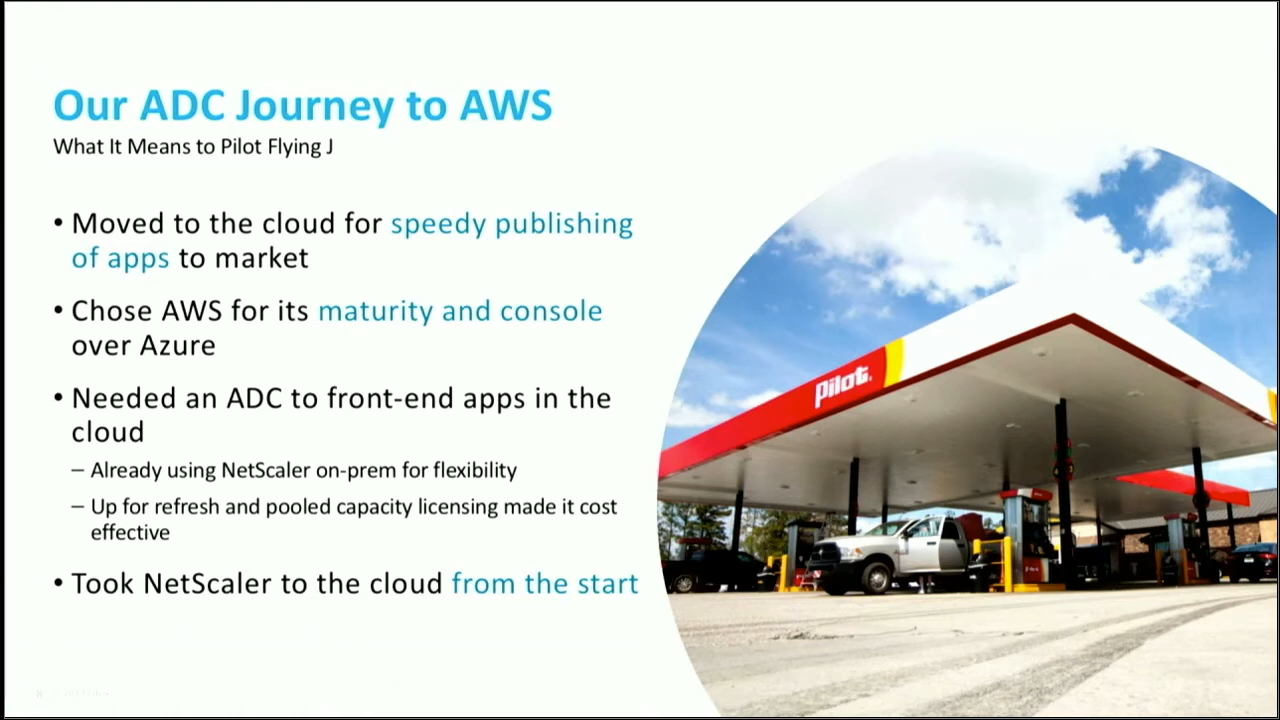 Our ADC Journey to AWS
What It Means to Pilot Flying J
• Moved to the cloud for speedy publishing
of apps to market
• Chose AWS for its maturity and console
over Azure
• Needed an ADC to front-end apps in the
cloud
– Already using NetScaler on-prem for flexibility
– Up for refresh and pooled capacity licensing made it cost
effective
• Took NetScaler to the cloud from the start
Pilot